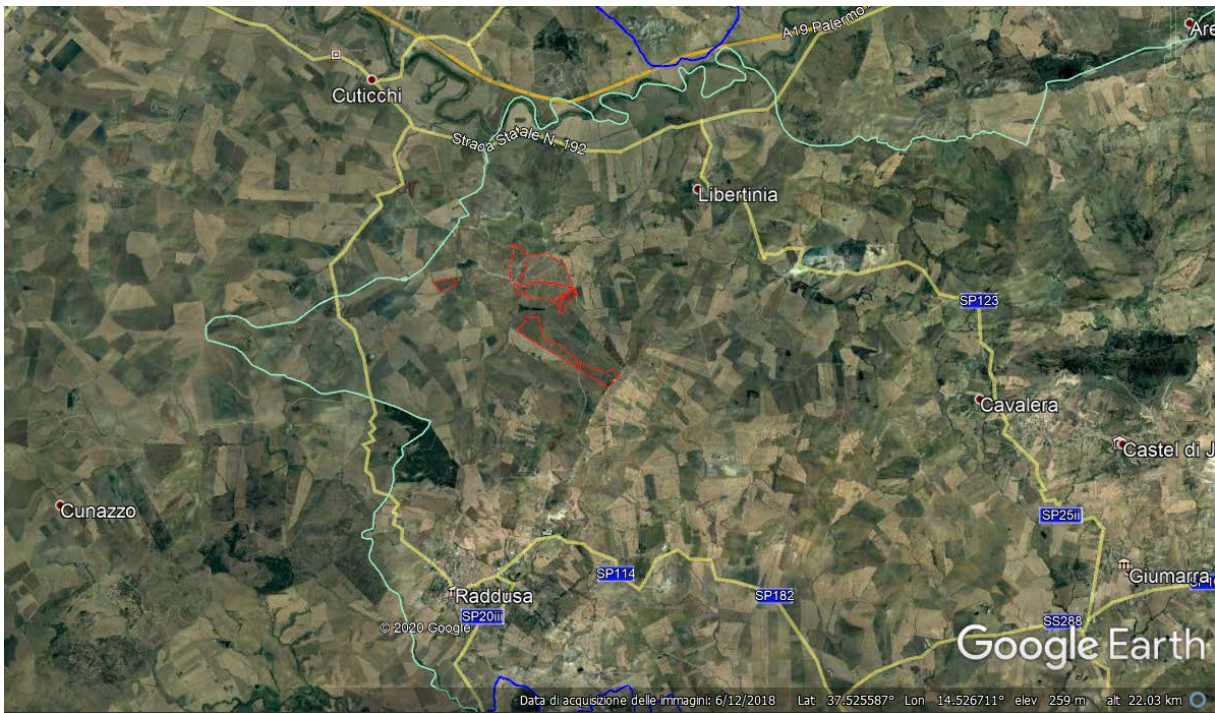 A19 Palermo
Are
Cuticchi
Strada Statale N. 192
Libertinia
SP123
Cavalera
Castel di J
Cunazzo
SP25ii
SP114
Giumarra
SP182
Raddusa
SP20iii
SS288
© 2020 Google
Google Earth
Data di acquisizione delle immagini: 6/12/2018 Lat 37.525587° Lon 14.526711° elev 259 m alt 22.03 km